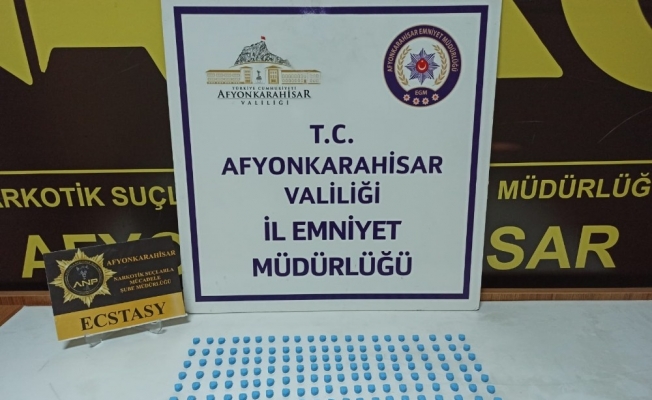 ARKOTİK SUÇL
MÜDÜRLÜĞ
TÜRKİYE CUMHURİYETİ
AFYONKARAHİSAR
VALİLİĞİ
AFYONKARAHİSAR EMNİYET MÜDÜRLÜĞÜ
EGM
T.C.
AFYONKARAHİSAR
VALİLİĞİ
İL EMNİYET
MÜDÜRLÜĞÜ
AFYO
SAR
AFYONKARAHİSAR
NARKOTİK SUÇLARLA
MÜCADELE
ŞUBE MÜDÜRLÜĞÜ
ANP
ECSTASY